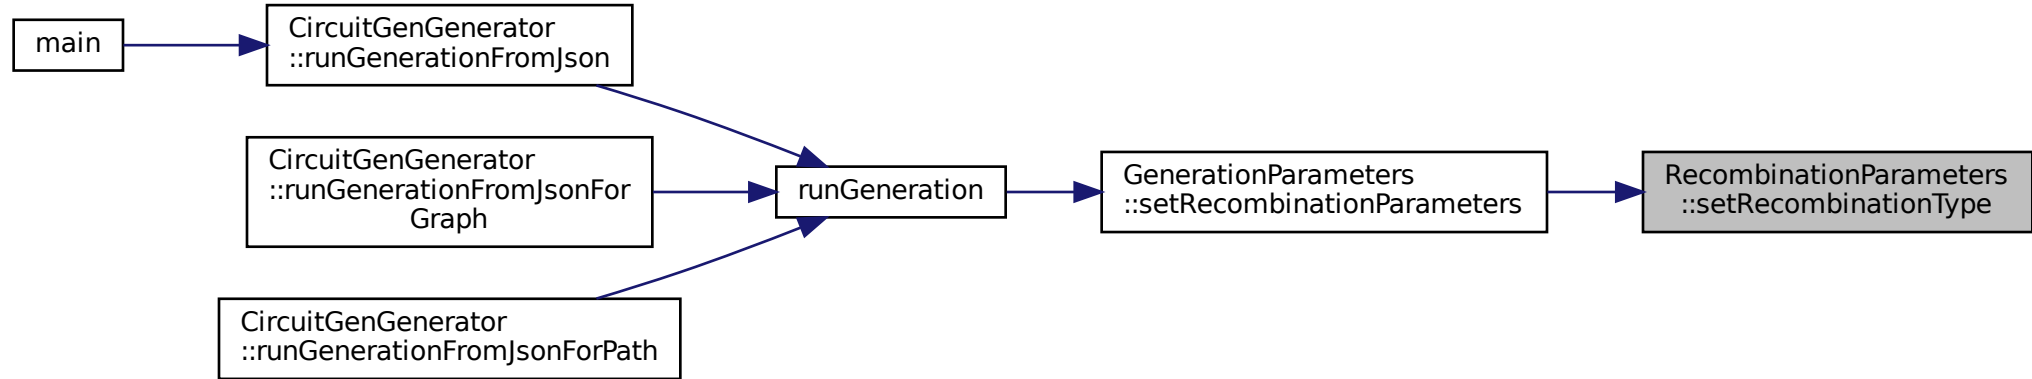 main
CircuitGenGenerator
::runGenerationFromJson
CircuitGenGenerator
::runGenerationFromJsonFor
Graph
CircuitGenGenerator
::runGenerationFromJsonForPath
runGeneration
GenerationParameters
::setRecombinationParameters
RecombinationParameters
::setRecombinationType